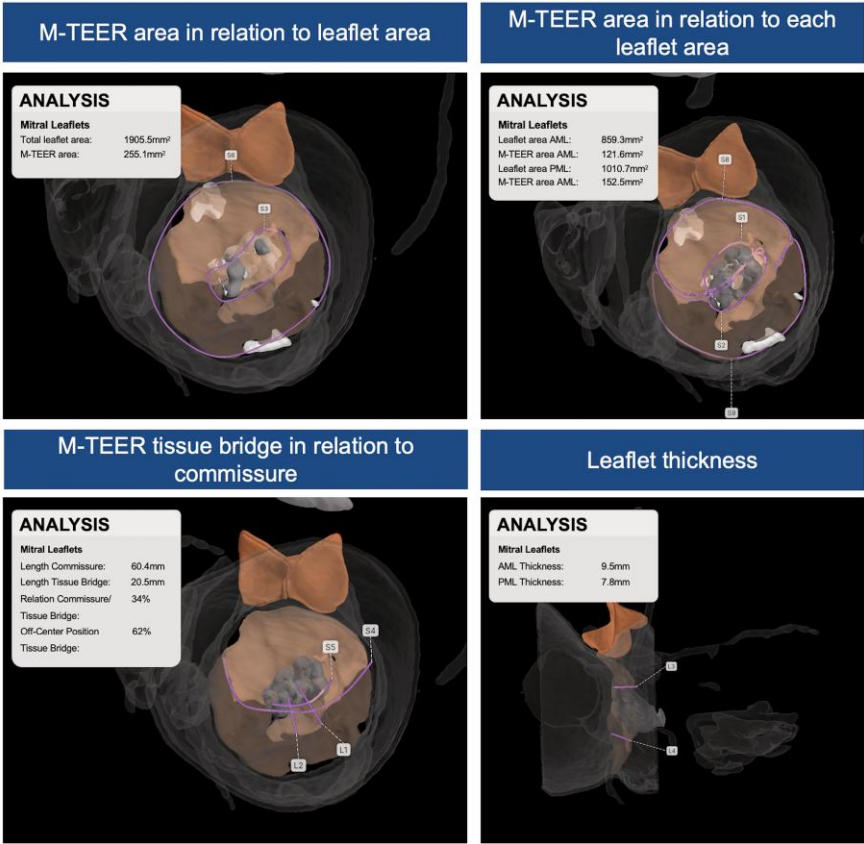 M-TEER area in relation to leaflet area
M-TEER area in relation to each
leaflet area
ANALYSIS
Mitral Leaflets
Total leaflet area: 1905.5mm²
M-TEER area: 255.1mm²
S6
S3
ANALYSIS
Mitral Leaflets
Leaflet area AML: 859.3mm²
M-TEER area AML: 121.6mm²
Leaflet area PML: 1010.7mm²
M-TEER area AML: 152.5mm²
S1
S2
M-TEER tissue bridge in relation to
commissure
Leaflet thickness
ANALYSIS
Mitral Leaflets
Length Commissure: 60.4mm
Length Tissue Bridge: 20.5mm
Relation Commissure/ 34%
Tissue Bridge:
Off-Center Position 62%
Tissue Bridge:
S5
S4
L1
L2
ANALYSIS
Mitral Leaflets
AML Thickness: 9.5mm
PML Thickness: 7.8mm
L3
L4